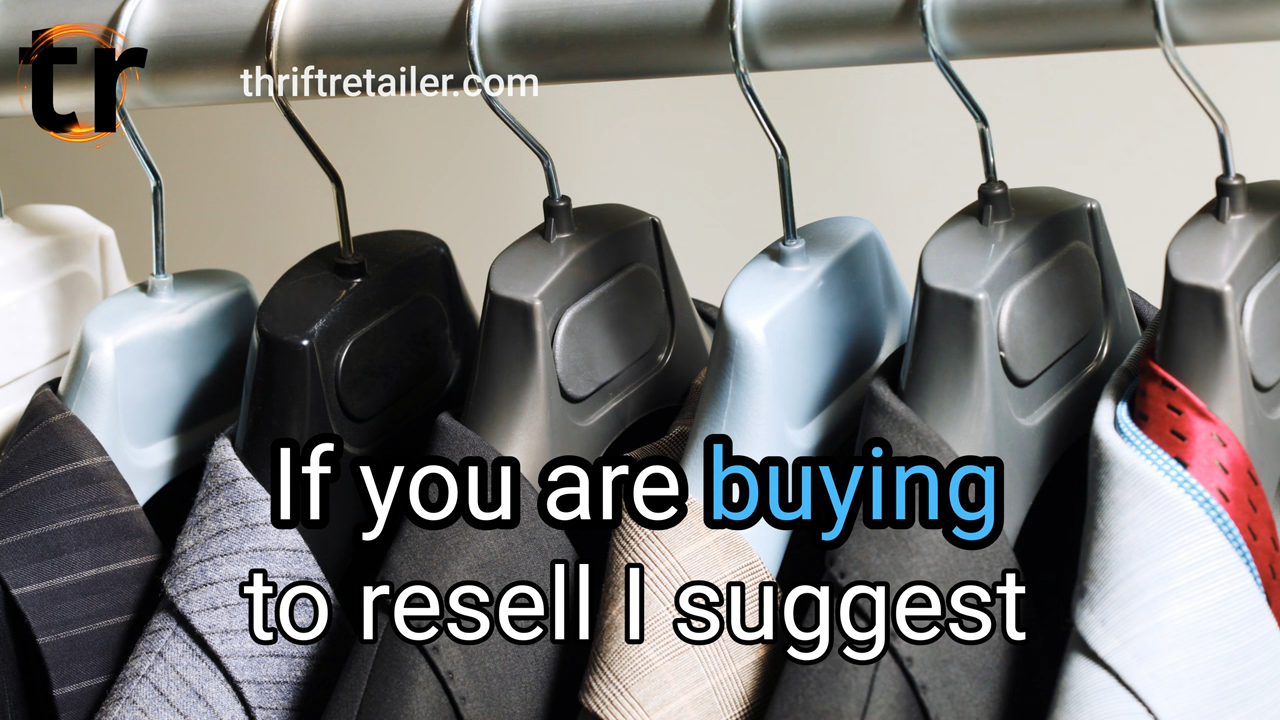 tr
thriftretailer.com
If you are buying
to resell I suggest